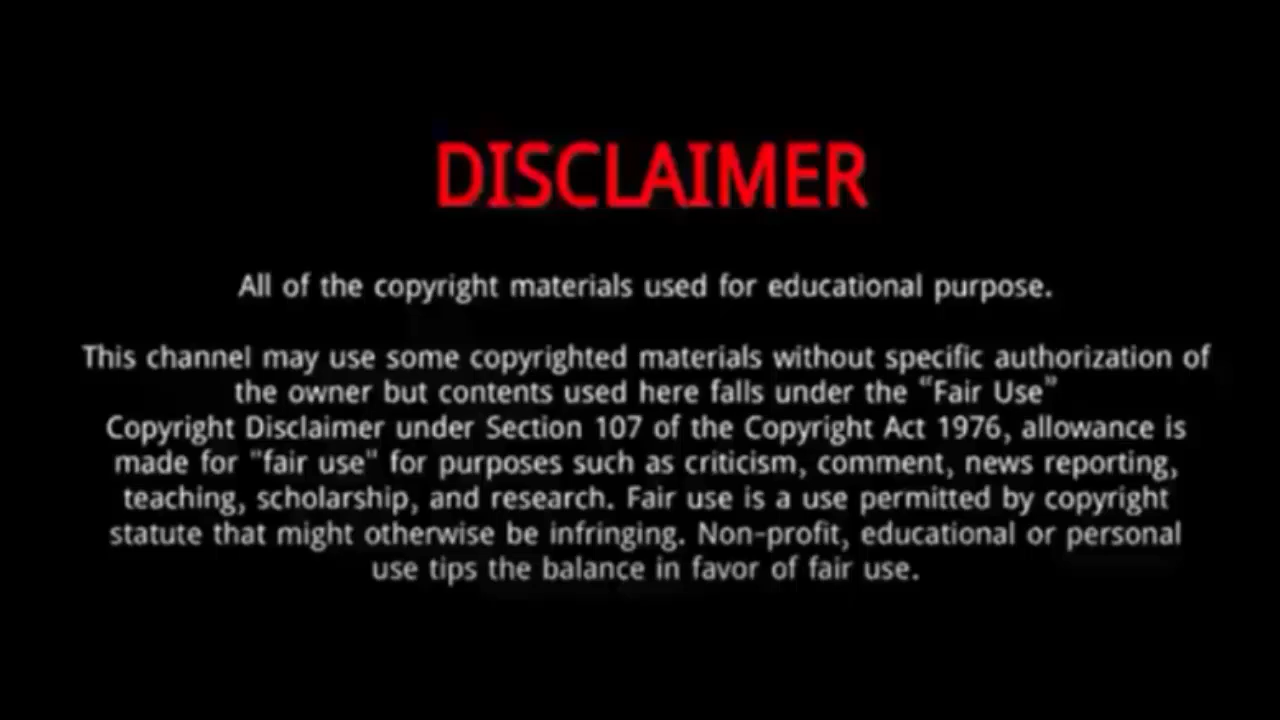 DISCLAIMER
All of the copyright materials used for educational purpose.
This channel may use some copyrighted materials without specific authorization of
the owner but contents used here falls under the “Fair Use”
Copyright Disclaimer under Section 107 of the Copyright Act 1976, allowance is
made for "fair use" for purposes such as criticism, comment, news reporting,
teaching, scholarship, and research. Fair use is a use permitted by copyright
statute that might otherwise be infringing. Non-profit, educational or personal
use tips the balance in favor of fair use.